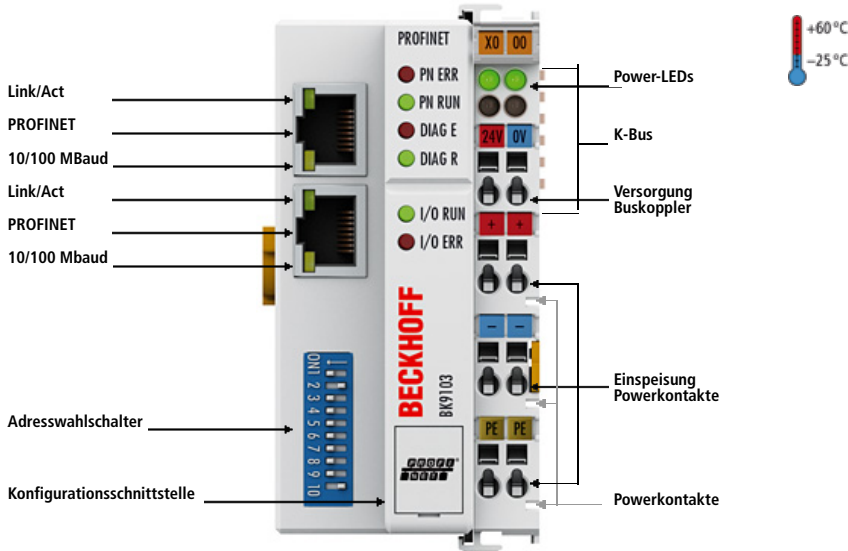 +60°C
−25°C
Link/Act
PROFINET
10/100 MBaud
Link/Act
PROFINET
10/100 Mbaud
Adresswahlschalter
Konfigurationsschnittstelle
PROFINET
PN ERR
PN RUN
DIAG E
DIAG R
I/O RUN
I/O ERR
BECKHOFF
BK9103
PROFI
NET
ON
1
2
3
4
5
6
7
8
9
10
X0 00
24V 0V
+ +
− −
PE PE
Power-LEDs
K-Bus
Versorgung
Buskoppler
Einspeisung
Powerkontakte
Powerkontakte